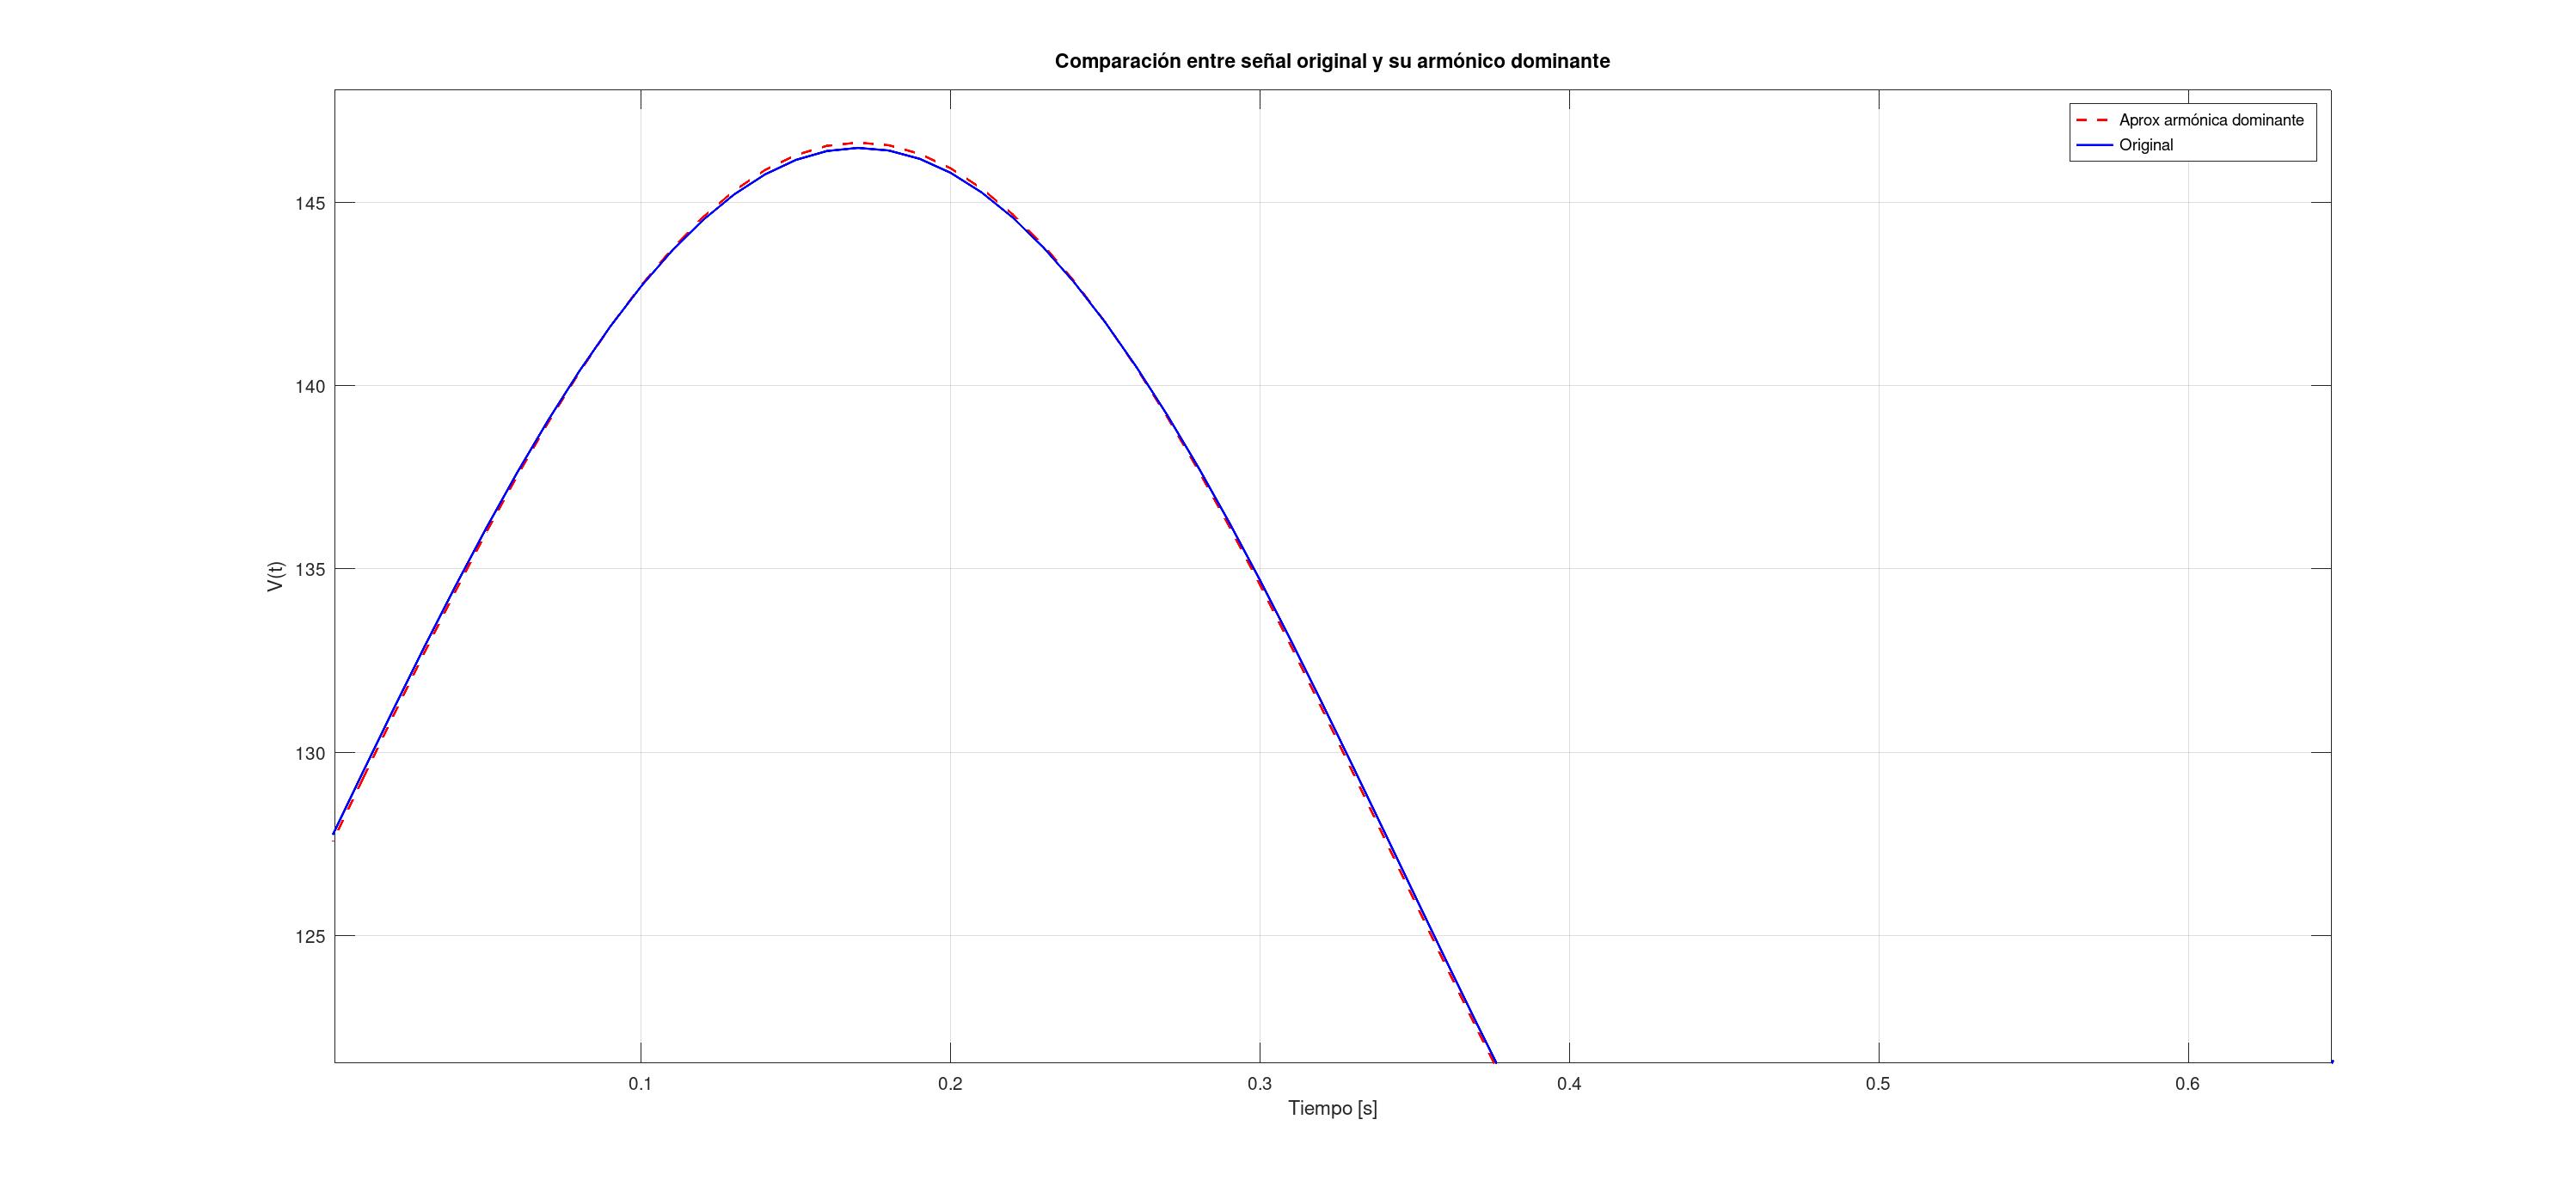 Comparación entre señal original y su armónico dominante
Aprox armónica dominante
Original
145
140
135
130
125
V(t)
0.1 0.2 0.3 0.4 0.5 0.6
Tiempo [s]